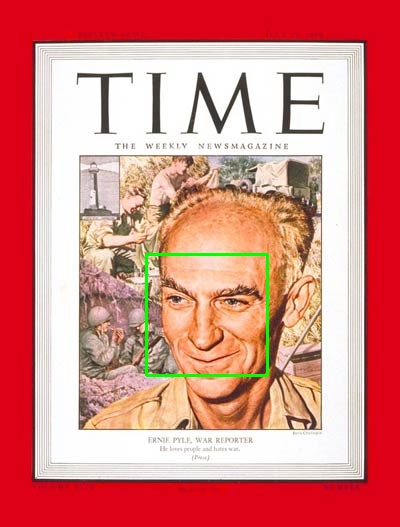 TIME
THE WEEKLY NEWSMAGAZINE
ERNIE PYLE, WAR REPORTER
He loves people and hates war.
(Press)